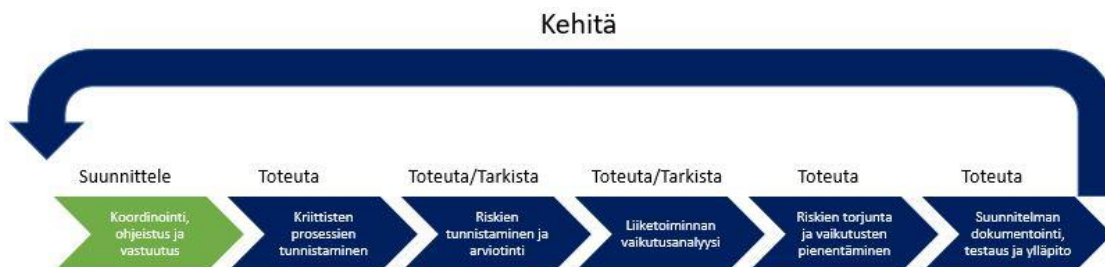 Kehitä
Suunnittele
Toteuta
Toteuta/Tarkista
Toteuta/Tarkista
Toteuta
Toteuta
Koordinointi,
ohjeistus ja
vastuutus
Kriittisten
prosessien
tunnistaminen
Riskien
tunnistaminen ja
arviotinti
Liiketoiminnan
vaikutusanalyysi
Riskien torjunta
ja vaikutusten
pienentäminen
Suunnitelman
dokumentointi,
testaus ja ylläpito